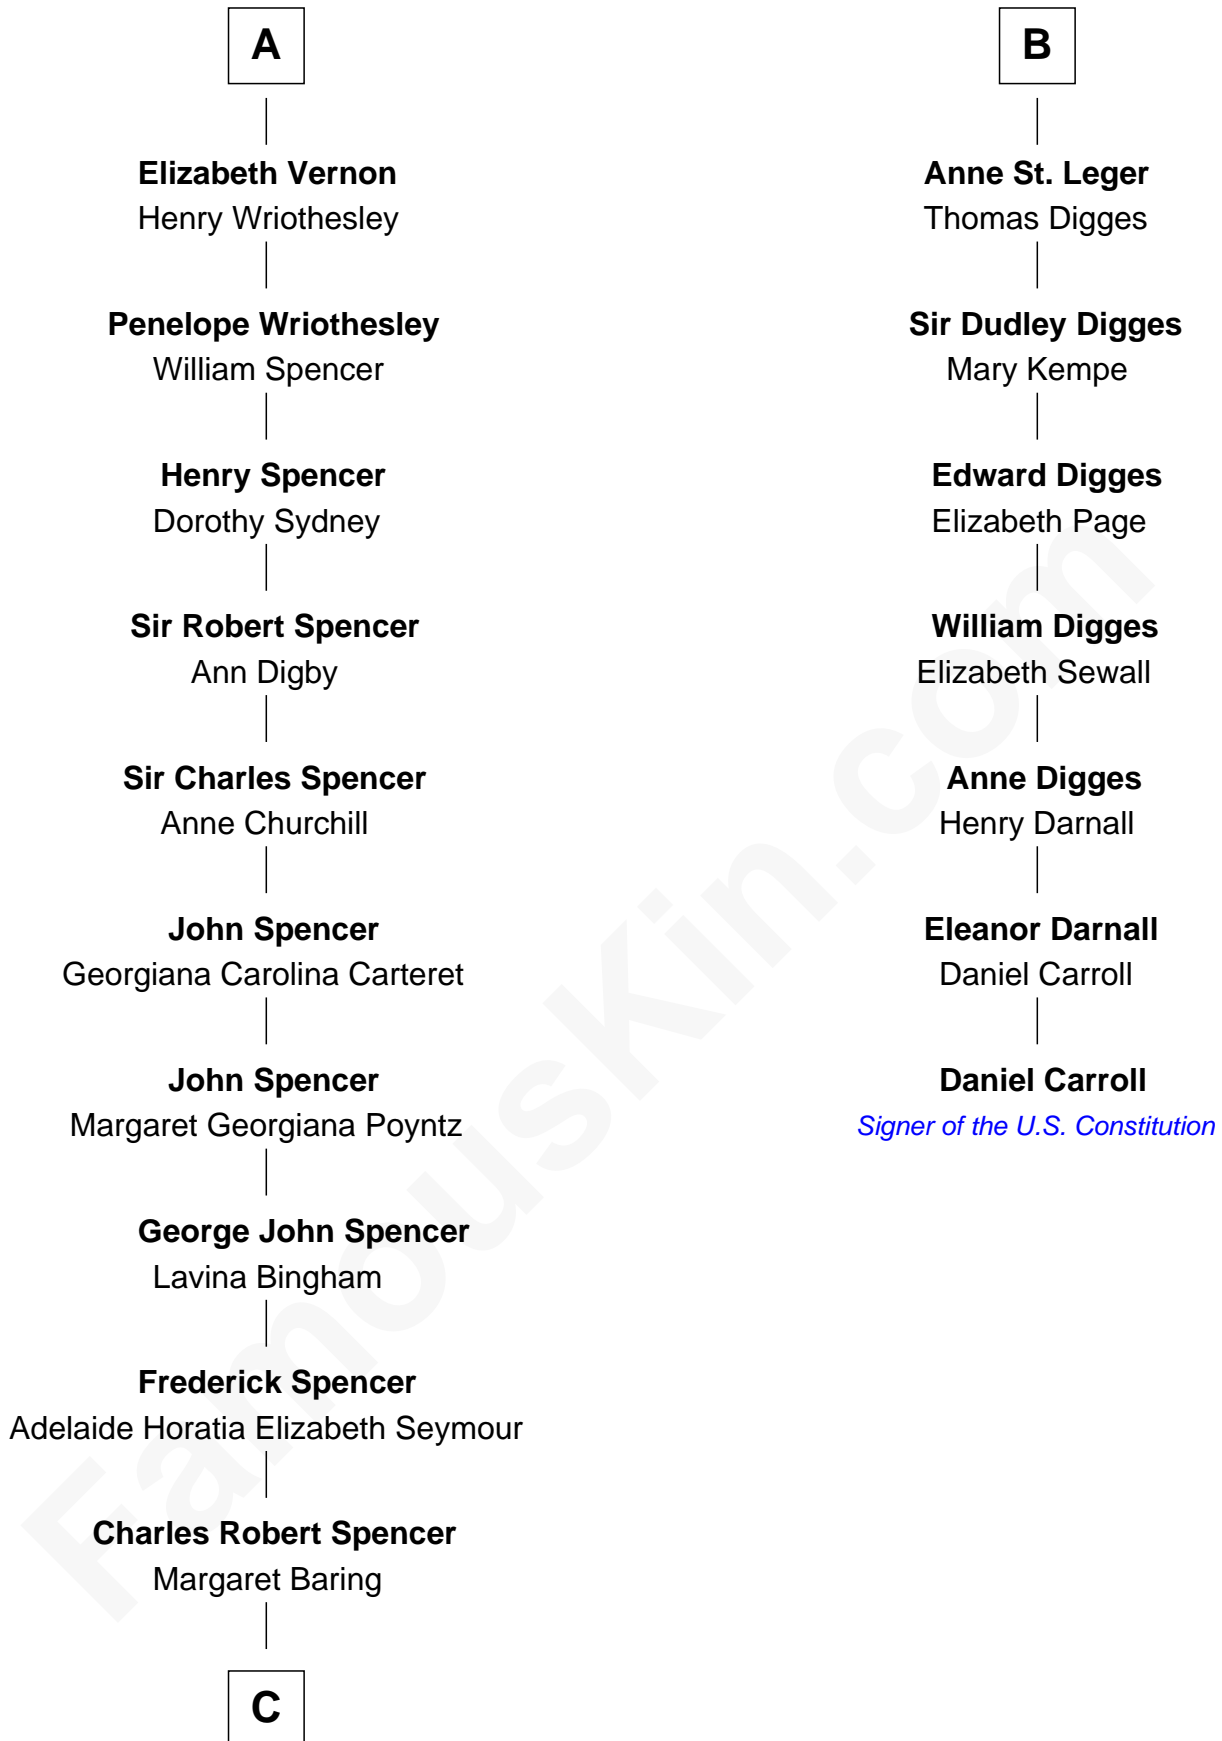 A
Elizabeth Vernon
Henry Wriothesley
Penelope Wriothesley
William Spencer
Henry Spencer
Dorothy Sydney
Sir Robert Spencer
Ann Digby
Sir Charles Spencer
Anne Churchill
John Spencer
Georgiana Carolina Carteret
John Spencer
Margaret Georgiana Poyntz
George John Spencer
Lavina Bingham
Frederick Spencer
Adelaide Horatia Elizabeth Seymour
Charles Robert Spencer
Margaret Baring
C
B
Anne St. Leger
Thomas Digges
Sir Dudley Digges
Mary Kempe
Edward Digges
Elizabeth Page
William Digges
Elizabeth Sewall
Anne Digges
Henry Darnall
Eleanor Darnall
Daniel Carroll
Daniel Carroll
Signer of the U.S. Constitution
FamousKin.com